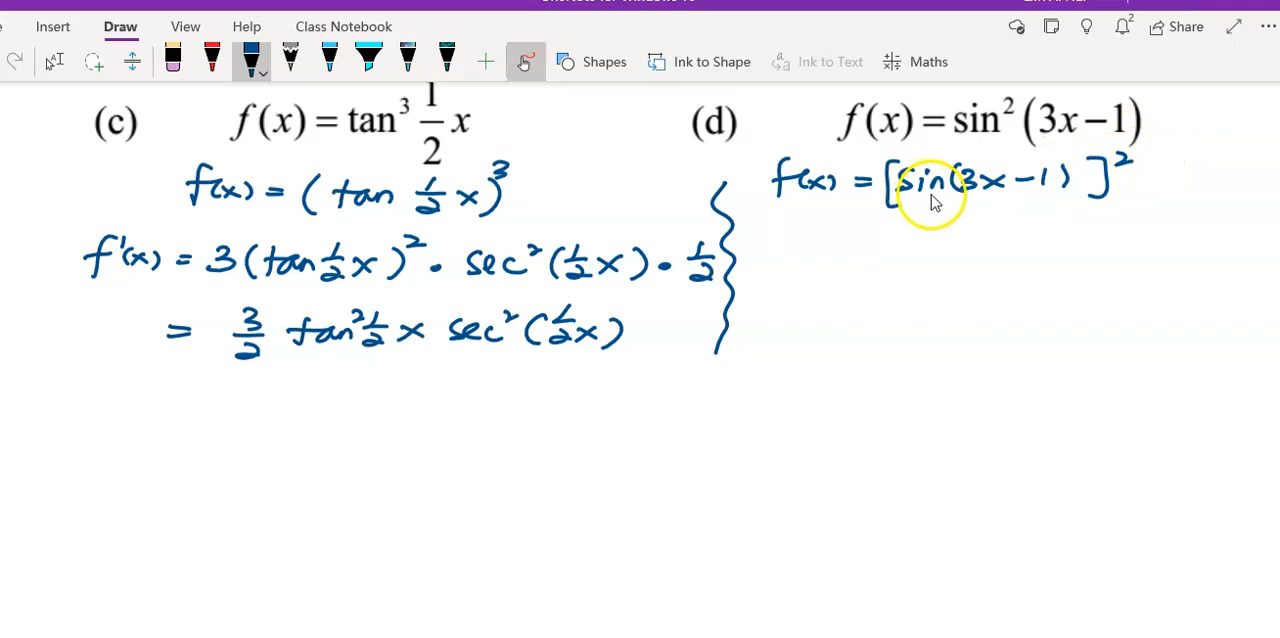 Insert Draw View Help Class Notebook 2 Share
Shapes Ink to Shape Ink to Text Maths
(c) f(x) = tan³ 1/2 x
f(x) = (tan 1/2 x)³
f'(x) = 3(tan 1/2 x)² • sec² (1/2 x) • 1/2
= 3/2 tan² 1/2 x sec² (1/2 x)
(d) f(x) = sin² (3x − 1)
f(x) = [sin(3x − 1)]²